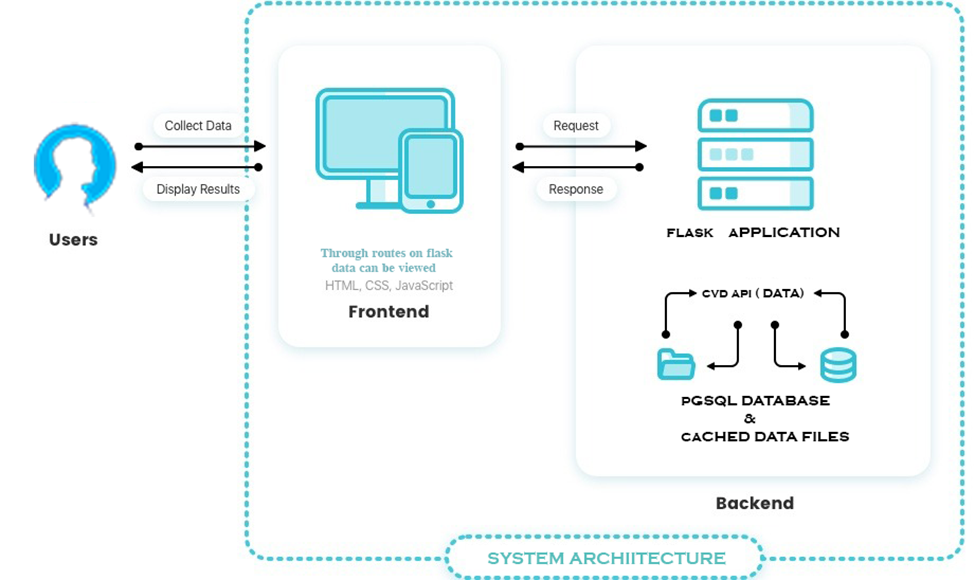 Collect Data
Display Results
Users
Through routes on flask
data can be viewed
HTML, CSS, JavaScript
Frontend
Request
Response
FLASK APPLICATION
CVD API ( DATA)
PGSQL DATABASE
&
CACHED DATA FILES
Backend
SYSTEM ARCHIITECTURE